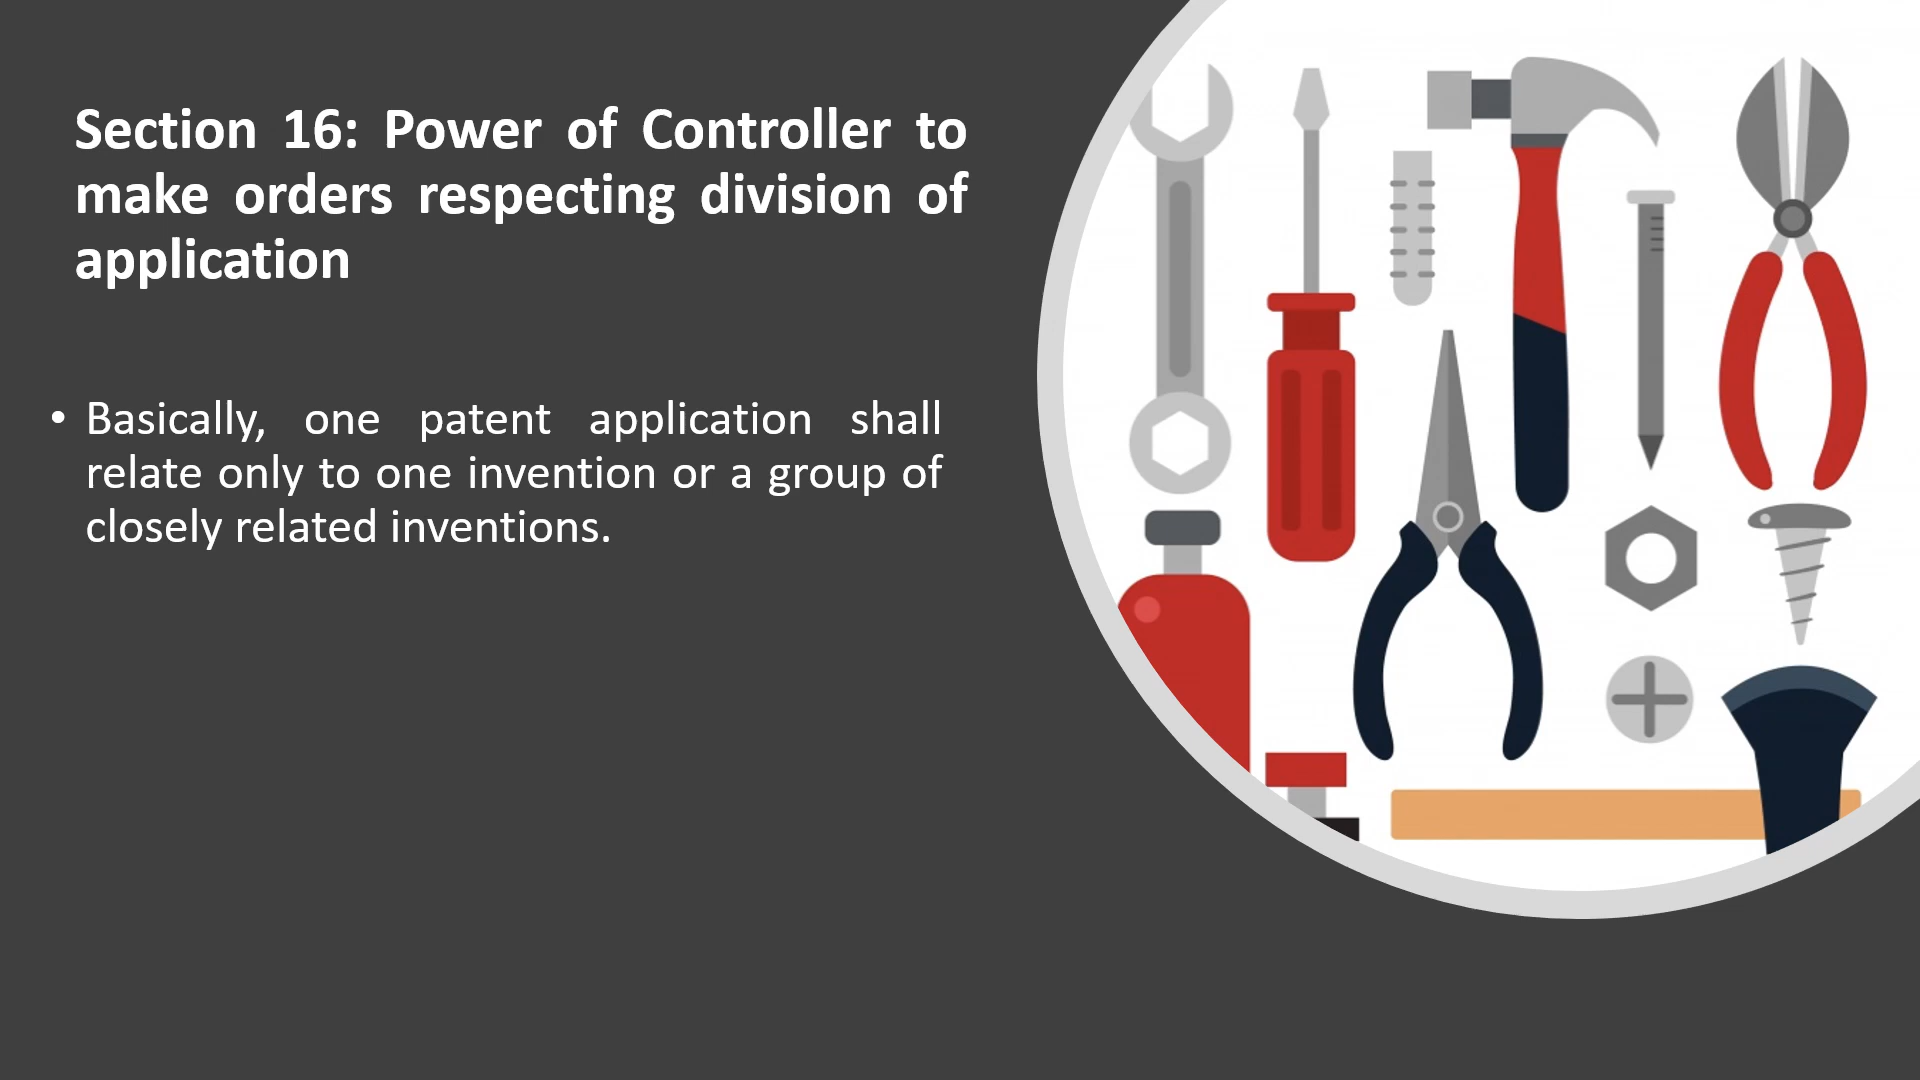 Section 16: Power of Controller to
make orders respecting division of
application
• Basically, one patent application shall
relate only to one invention or a group of
closely related inventions.